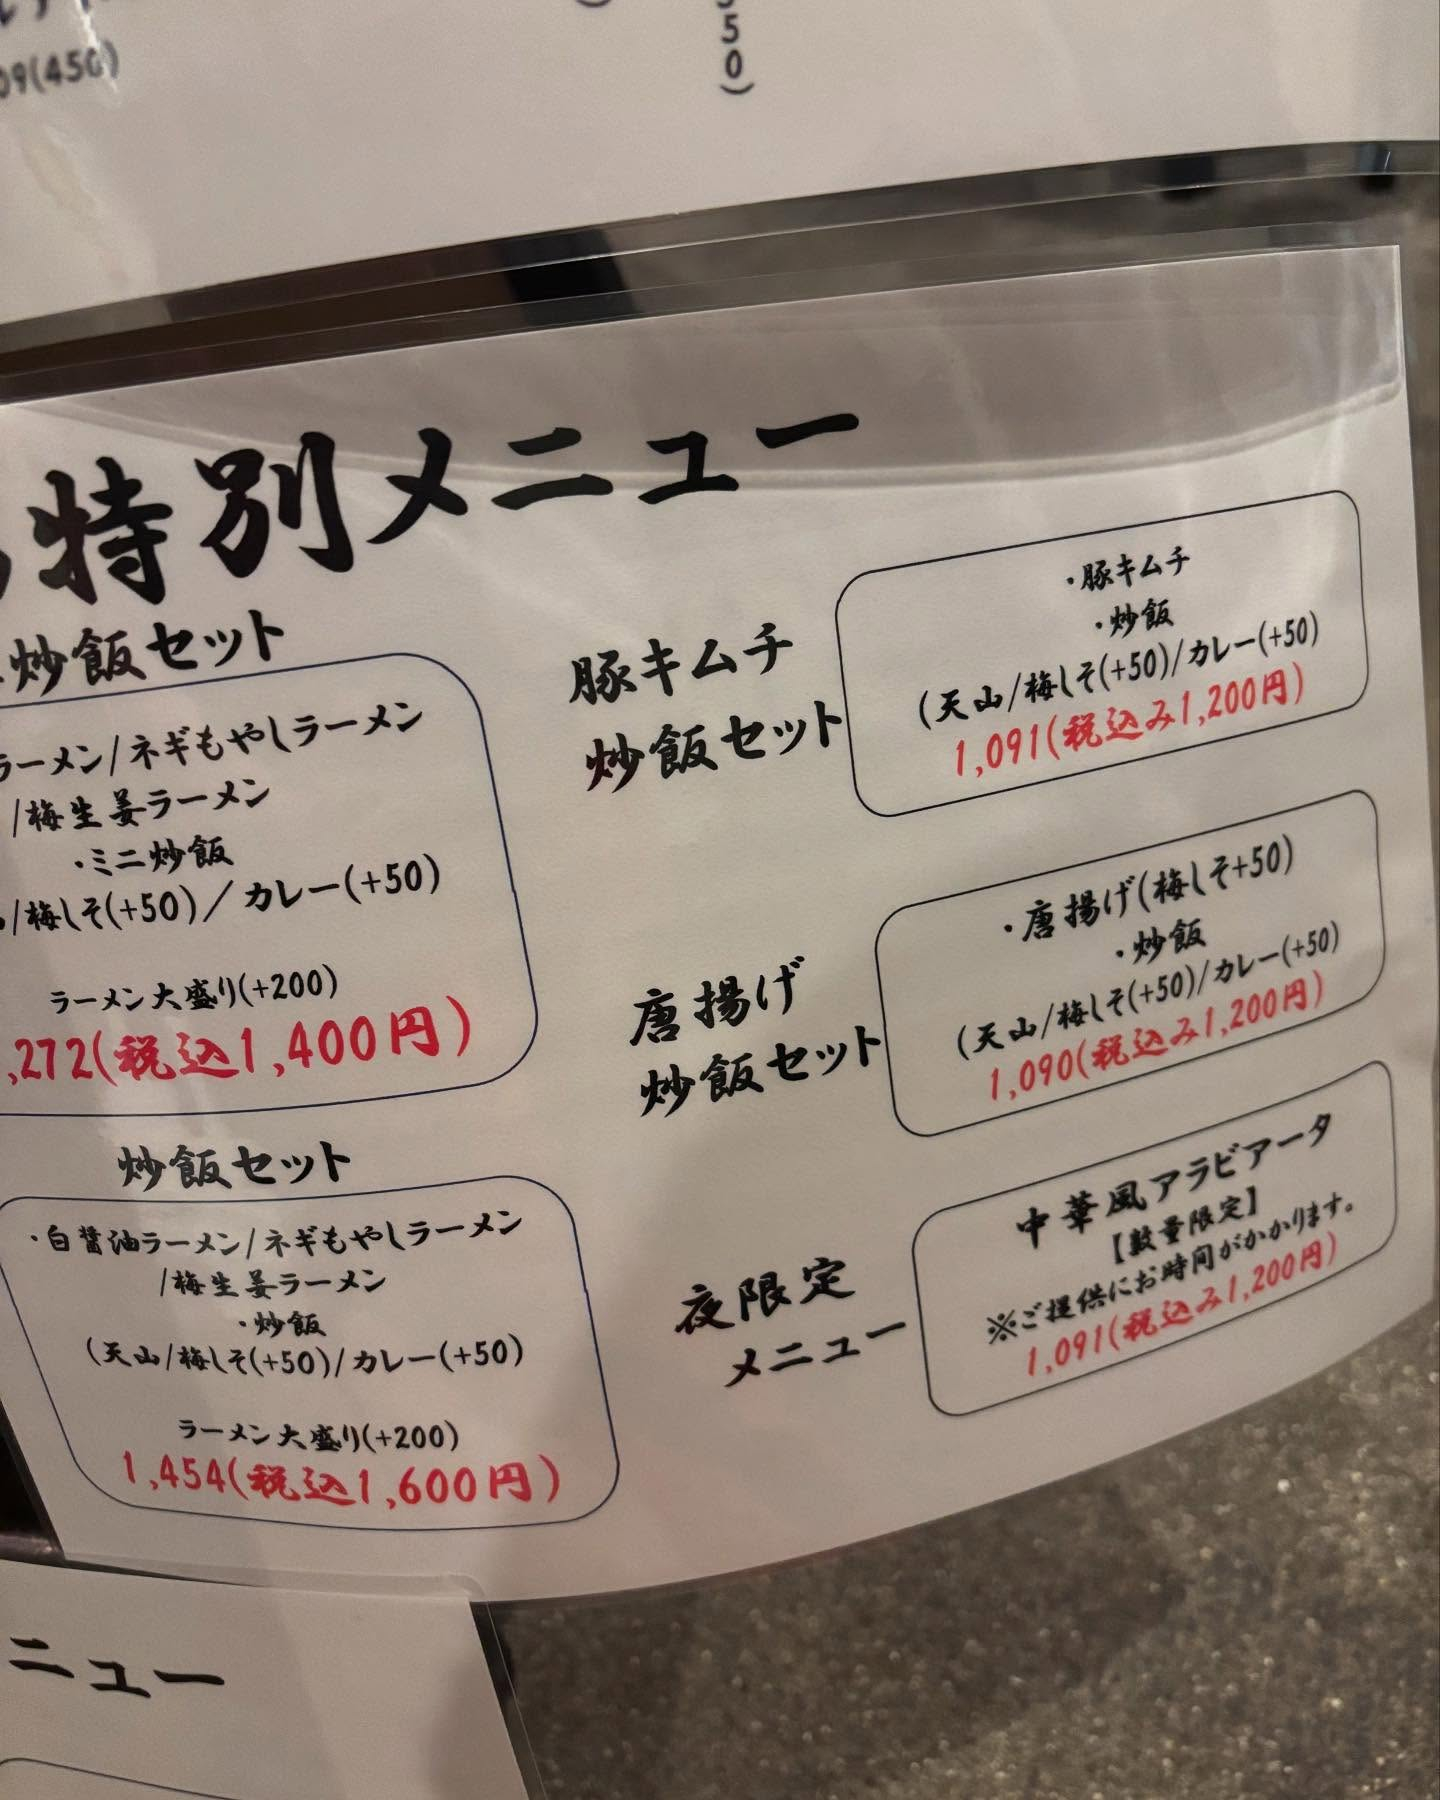 09(450)
50)
特別メニュー
炒飯セット
ラーメン/ネギもやしラーメン
/梅生姜ラーメン
・ミニ炒飯
/梅しそ(+50)／カレー(+50)
ラーメン大盛り(+200)
,272(税込1,400円)
炒飯セット
・白醤油ラーメン/ネギもやしラーメン
/梅生姜ラーメン
・炒飯
(天山/梅しそ(+50)/カレー(+50)
ラーメン大盛り(+200)
1,454(税込1,600円)
豚キムチ
炒飯セット
・豚キムチ
・炒飯
(天山/梅しそ(+50)/カレー(+50)
1,091(税込み1,200円)
唐揚げ
炒飯セット
・唐揚げ(梅しそ+50)
・炒飯
(天山/梅しそ(+50)/カレー(+50)
1,090(税込み1,200円)
夜限定
メニュー
中華風アラビアータ
【数量限定】
※ご提供にお時間がかかります。
1,091(税込み1,200円)
ニュー